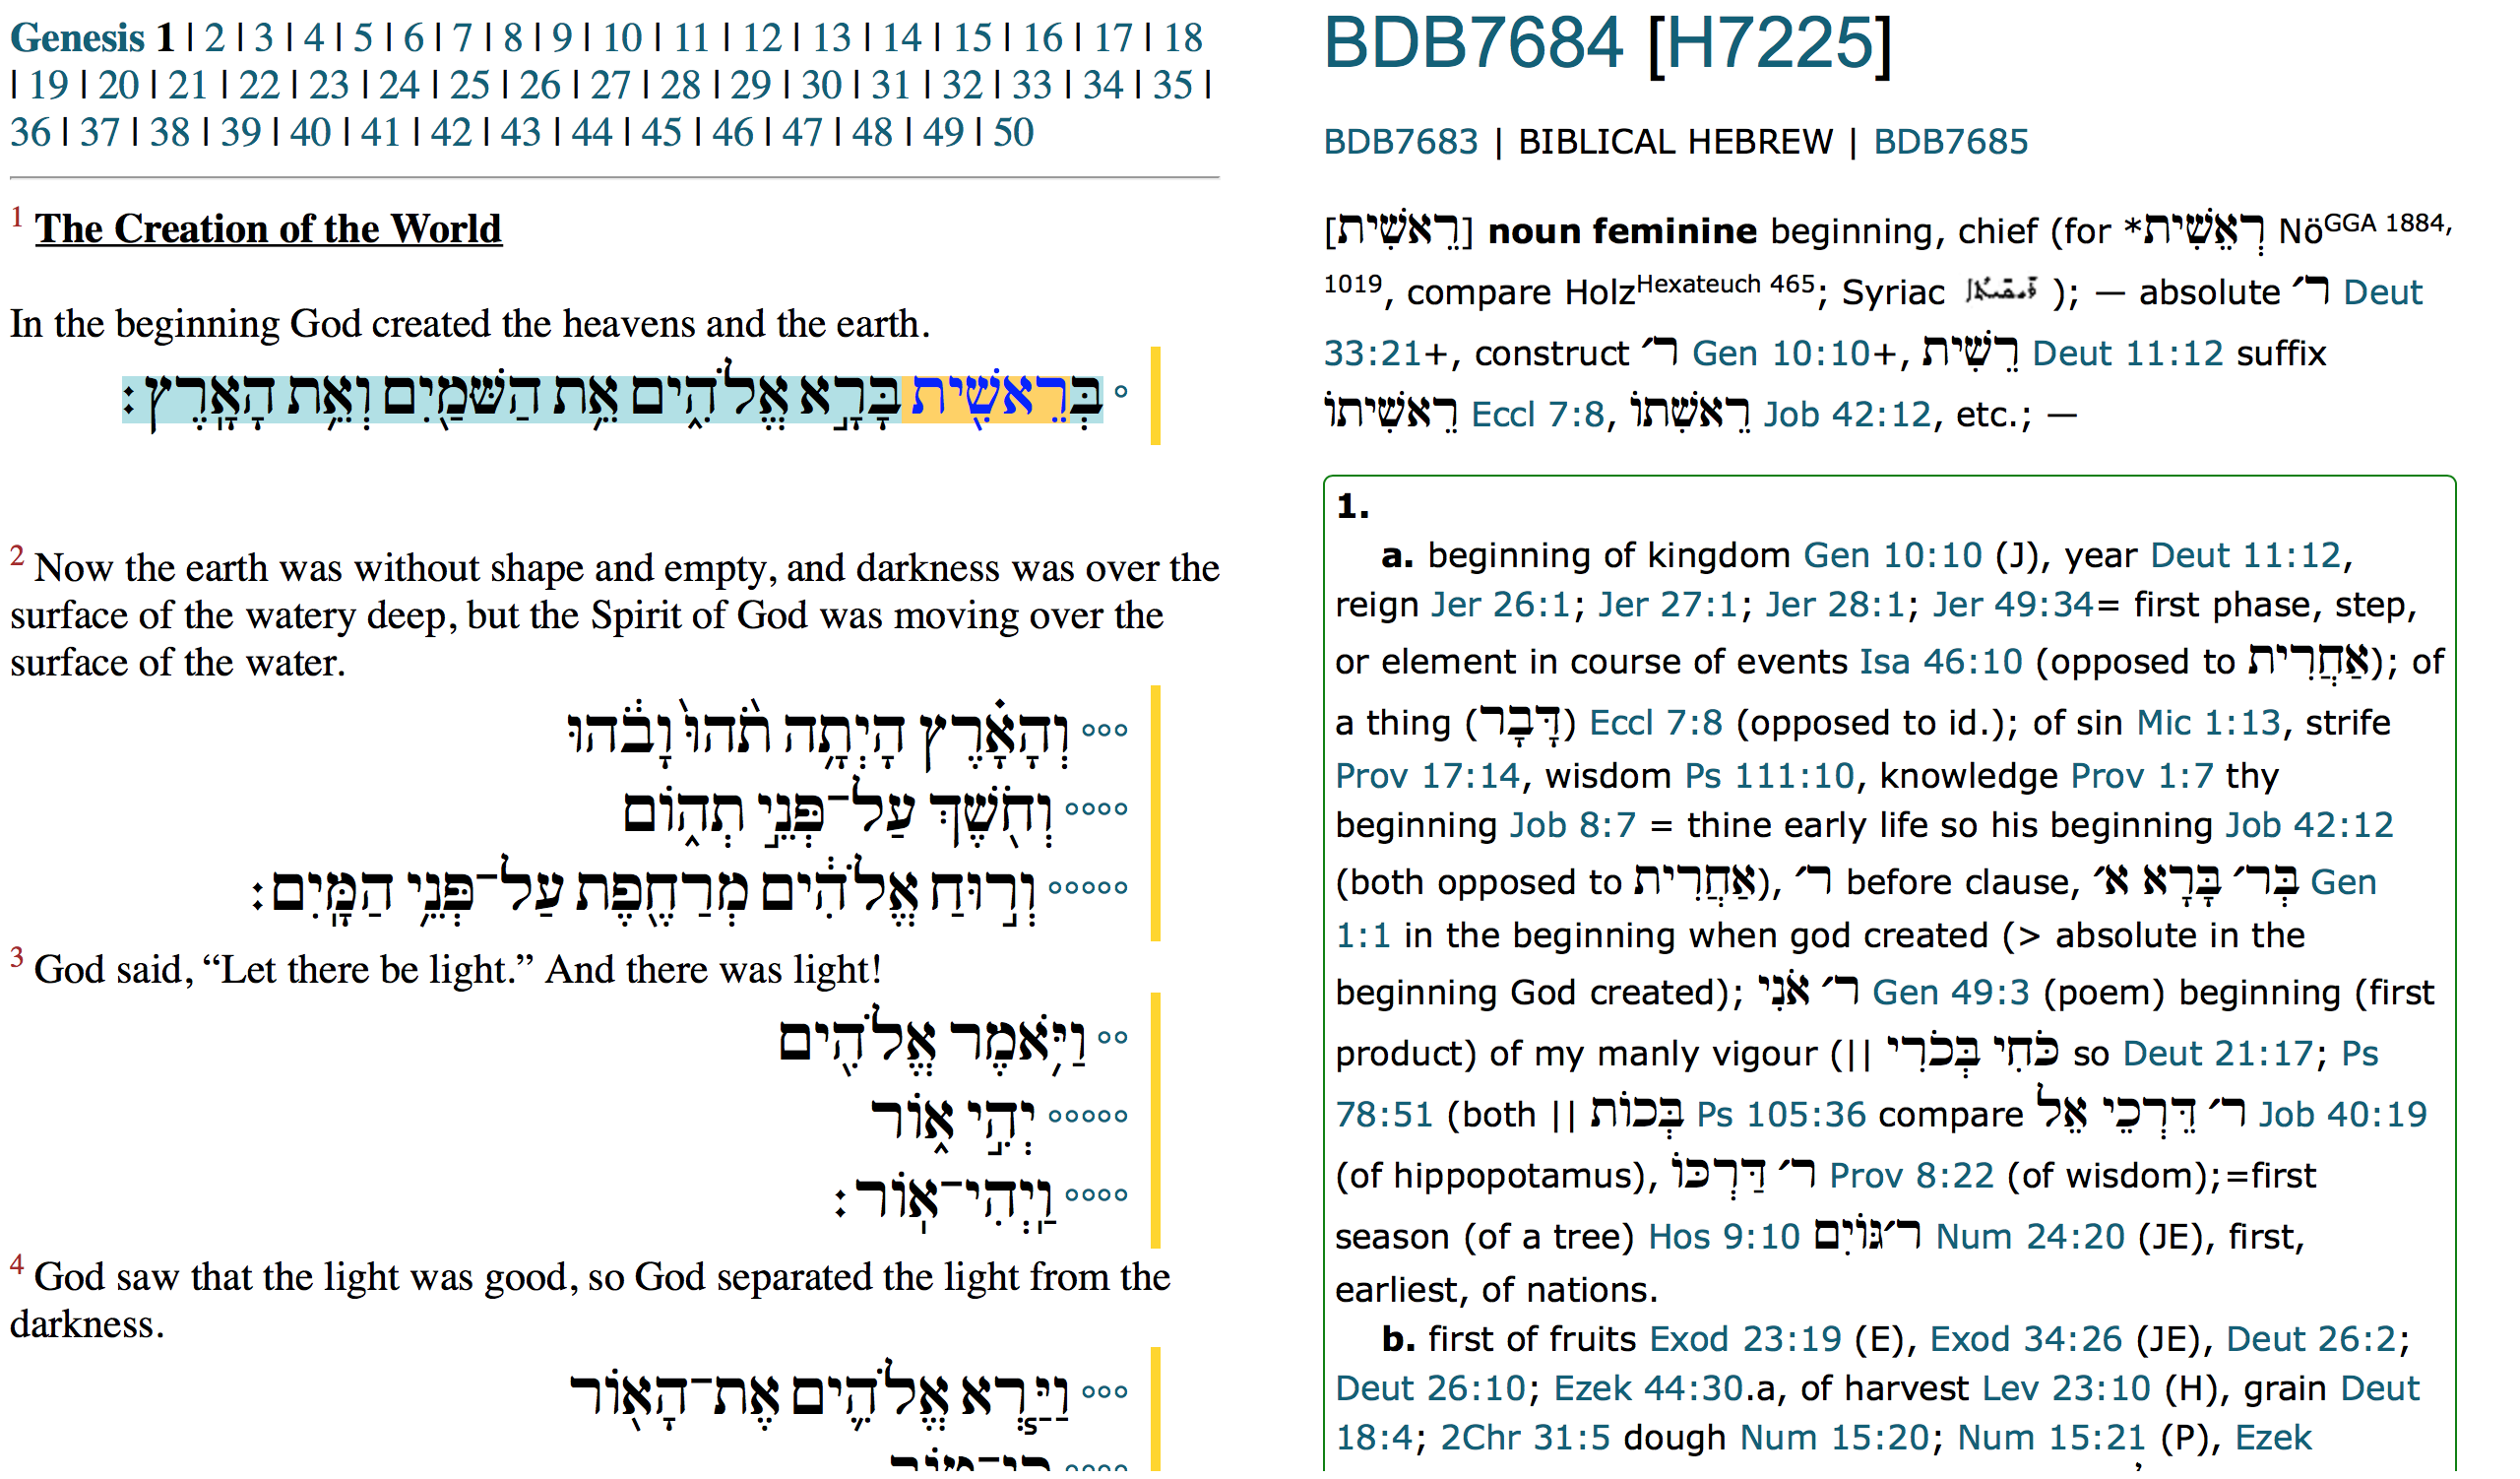 Genesis 1 | 2 | 3 | 4 | 5 | 6 | 7 | 8 | 9 | 10 | 11 | 12 | 13 | 14 | 15 | 16 | 17 | 18
| 19 | 20 | 21 | 22 | 23 | 24 | 25 | 26 | 27 | 28 | 29 | 30 | 31 | 32 | 33 | 34 | 35 |
36 | 37 | 38 | 39 | 40 | 41 | 42 | 43 | 44 | 45 | 46 | 47 | 48 | 49 | 50
1 The Creation of the World
In the beginning God created the heavens and the earth.
בְּרֵאשִׁ֖ית בָּרָ֣א אֱלֹהִ֑ים אֵ֥ת הַשָּׁמַ֖יִם וְאֵ֥ת הָאָֽרֶץ׃
2 Now the earth was without shape and empty, and darkness was over the
surface of the watery deep, but the Spirit of God was moving over the
surface of the water.
וְהָאָ֗רֶץ הָיְתָ֥ה תֹ֙הוּ֙ וָבֹ֔הוּ
וְחֹ֖שֶׁךְ עַל־פְּנֵ֣י תְה֑וֹם
וְר֣וּחַ אֱלֹהִ֔ים מְרַחֶ֖פֶת עַל־פְּנֵ֥י הַמָּֽיִם׃
3 God said, “Let there be light.” And there was light!
וַיֹּ֥אמֶר אֱלֹהִ֖ים
יְהִ֣י א֑וֹר
וַֽיְהִי־אֽוֹר׃
4 God saw that the light was good, so God separated the light from the
darkness.
וַיַּ֧רְא אֱלֹהִ֛ים אֶת־הָא֖וֹר
BDB7684 [H7225]
BDB7683 | BIBLICAL HEBREW | BDB7685
[רֵאשִׁית] noun feminine beginning, chief (for *רְאֵשִׁית Nö GGA 1884,
1019, compare Holz Hexateuch 465; Syriac ); — absolute ר׳ Deut
33:21+, construct ר׳ Gen 10:10+, רֵשִׁית Deut 11:12 suffix
רֵאשִׁיתוֹ Eccl 7:8, רֵאשִׁתוֹ Job 42:12, etc.; —
1.
a. beginning of kingdom Gen 10:10 (J), year Deut 11:12,
reign Jer 26:1; Jer 27:1; Jer 28:1; Jer 49:34= first phase, step,
or element in course of events Isa 46:10 (opposed to אַחֲרִית); of
a thing (דָּבָר) Eccl 7:8 (opposed to id.); of sin Mic 1:13, strife
Prov 17:14, wisdom Ps 111:10, knowledge Prov 1:7 thy
beginning Job 8:7 = thine early life so his beginning Job 42:12
(both opposed to אַחֲרִית), ר׳ before clause, בְּר׳ בָּרָא א׳ Gen
1:1 in the beginning when god created (> absolute in the
beginning God created); ר׳ אֹנִי Gen 49:3 (poem) beginning (first
product) of my manly vigour (|| כֹּחִי בְּכֹרִי so Deut 21:17; Ps
78:51 (both || בְּכוֹת Ps 105:36 compare ר׳ דַּרְכֵי אֵל Job 40:19
(of hippopotamus), ר׳ דַּרְכּוֹ Prov 8:22 (of wisdom);=first
season (of a tree) Hos 9:10 ר׳גּוֹיִם Num 24:20 (JE), first,
earliest, of nations.
b. first of fruits Exod 23:19 (E), Exod 34:26 (JE), Deut 26:2;
Deut 26:10; Ezek 44:30.a, of harvest Lev 23:10 (H), grain Deut
18:4; 2Chr 31:5 dough Num 15:20; Num 15:21 (P), Ezek